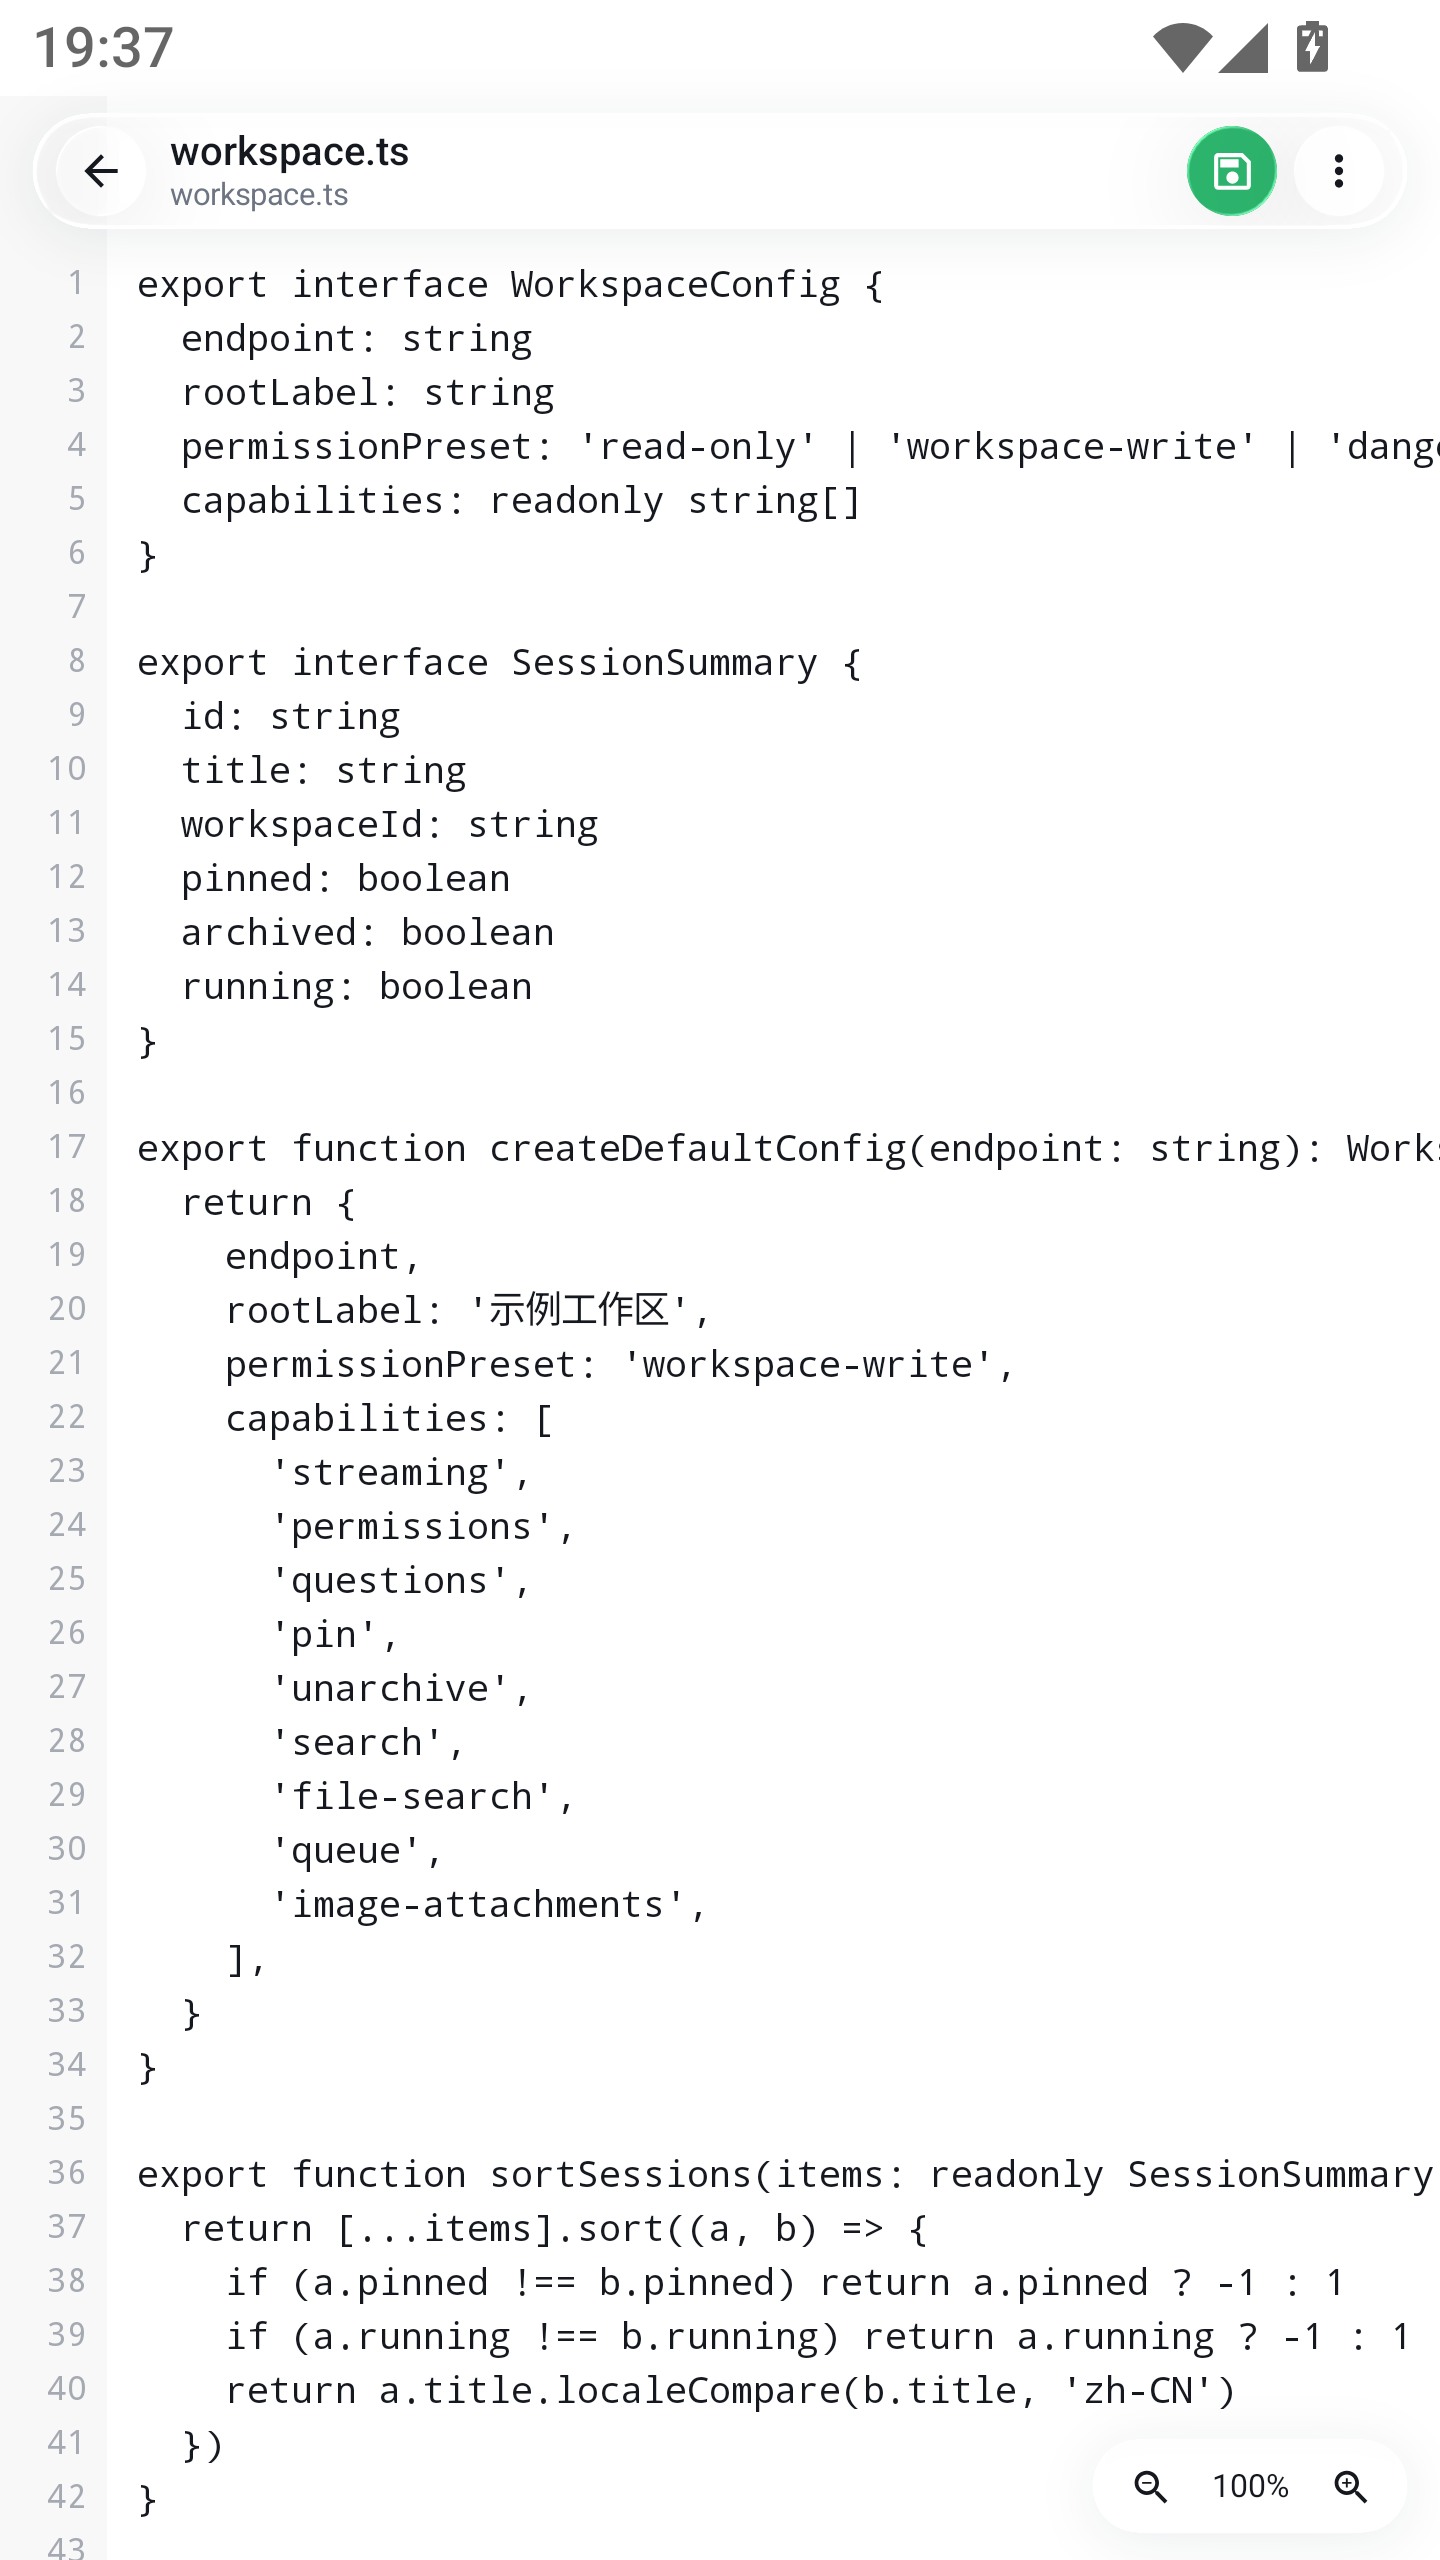 19:37
workspace.ts
workspace.ts
1 export interface WorkspaceConfig {
2   endpoint: string
3   rootLabel: string
4   permissionPreset: 'read-only' | 'workspace-write' | 'dang
5   capabilities: readonly string[]
6 }
7
8 export interface SessionSummary {
9   id: string
10   title: string
11   workspaceId: string
12   pinned: boolean
13   archived: boolean
14   running: boolean
15 }
16
17 export function createDefaultConfig(endpoint: string): Work
18   return {
19     endpoint,
20     rootLabel: '示例工作区',
21     permissionPreset: 'workspace-write',
22     capabilities: [
23       'streaming',
24       'permissions',
25       'questions',
26       'pin',
27       'unarchive',
28       'search',
29       'file-search',
30       'queue',
31       'image-attachments',
32     ],
33   }
34 }
35
36 export function sortSessions(items: readonly SessionSummary
37   return [...items].sort((a, b) => {
38     if (a.pinned !== b.pinned) return a.pinned ? -1 : 1
39     if (a.running !== b.running) return a.running ? -1 : 1
40     return a.title.localeCompare(b.title, 'zh-CN')
41   })
42 }
43
100%